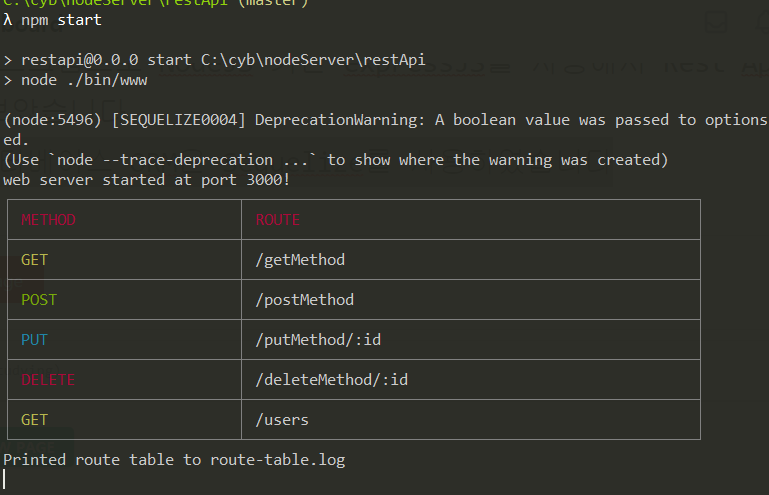 C:\cyb\nodeServer\restApi (master)
λ npm start
> restapi@0.0.0 start C:\cyb\nodeServer\restApi
> node ./bin/www
(node:5496) [SEQUELIZE0004] DeprecationWarning: A boolean value was passed to options
ed.
(Use `node --trace-deprecation ...` to show where the warning was created)
web server started at port 3000!
METHOD ROUTE
GET /getMethod
POST /postMethod
PUT /putMethod/:id
DELETE /deleteMethod/:id
GET /users
Printed route table to route-table.log